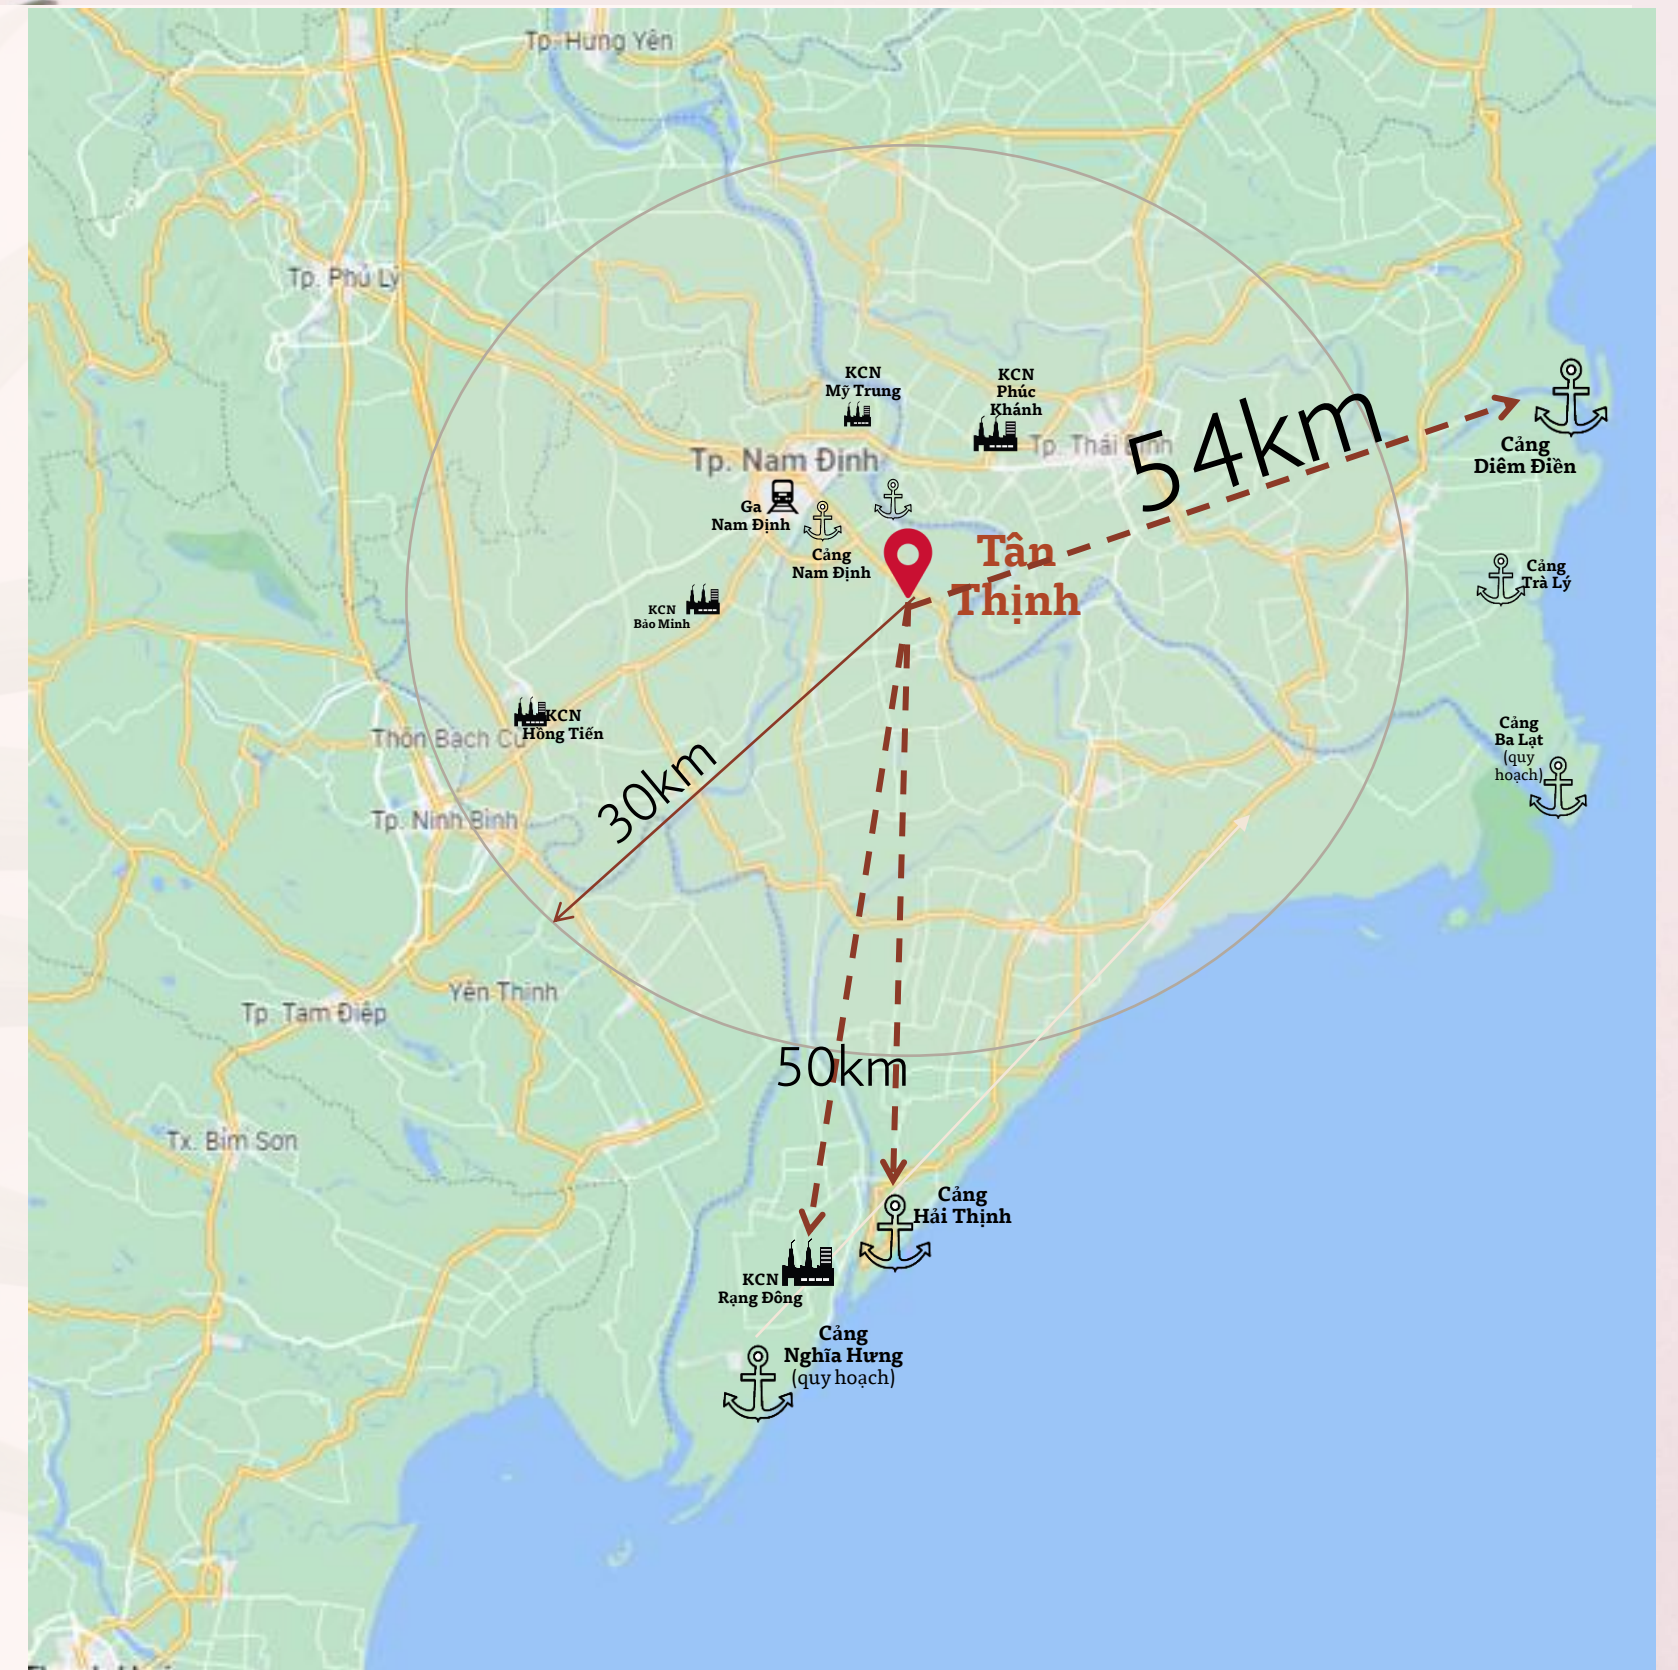 Tp. Hưng Yên
Tp. Phủ Lý
KCN
Mỹ Trung
KCN
Phúc
Khánh
54km
Cảng
Diêm Điền
Tp. Nam Định
Tp. Thái Bình
Ga
Nam Định
Cảng
Nam Định
Tân
Thịnh
Cảng
Trà Lý
KCN
Bảo Minh
KCN
Hồng Tiến
Thôn Bạch Cừ
Cảng
Ba Lạt
(quy
hoạch)
30km
Tp. Ninh Bình
Yên Thịnh
Tp. Tam Điệp
50km
Tx. Bỉm Sơn
Cảng
Hải Thịnh
KCN
Rạng Đông
Cảng
Nghĩa Hưng
(quy hoạch)